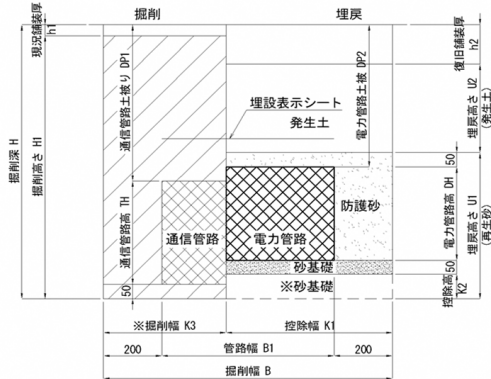 掘削
埋戻
現況舗装厚
h1
掘削深 H
掘削高さ H1
通信管路土被り DP1
通信管路高 TH
50
埋設表示シート
発生土
電力管路土被 DP2
復旧舗装厚
h2
埋戻高さ U2
(発生土)
50
防護砂
電力管路高 DH
埋戻高さ U1
(再生砂)
通信管路
電力管路
砂基礎
※砂基礎
50
控除高
K2
※掘削幅 K3
控除幅 K1
200
管路幅 B1
200
掘削幅 B